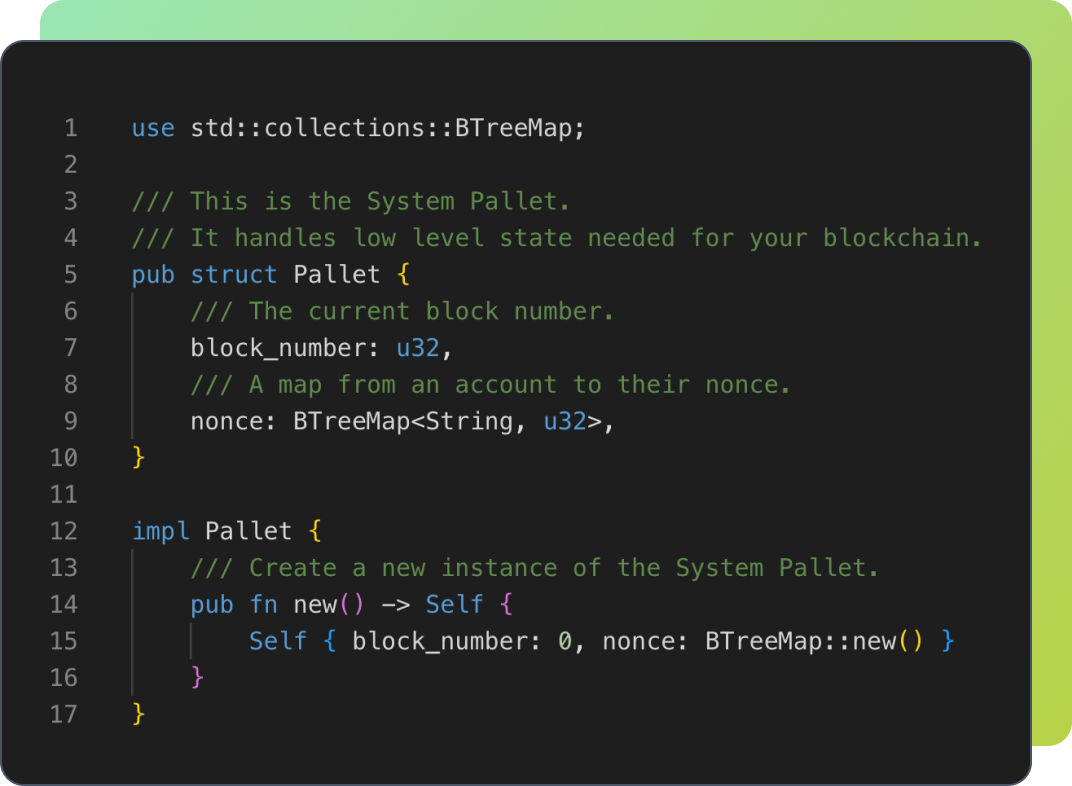 1 use std::collections::BTreeMap;
2
3 /// This is the System Pallet.
4 /// It handles low level state needed for your blockchain.
5 pub struct Pallet {
6     /// The current block number.
7     block_number: u32,
8     /// A map from an account to their nonce.
9     nonce: BTreeMap<String, u32>,
10 }
11
12 impl Pallet {
13     /// Create a new instance of the System Pallet.
14     pub fn new() -> Self {
15         Self { block_number: 0, nonce: BTreeMap::new() }
16     }
17 }